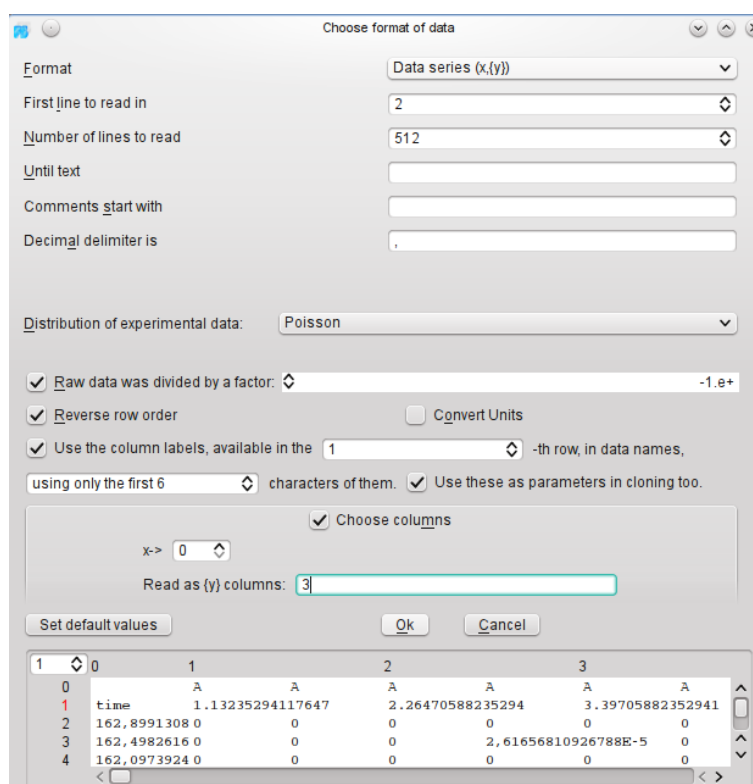 Choose format of data
Format Data series (x,{y})
First line to read in 2
Number of lines to read 512
Until text
Comments start with
Decimal delimiter is ,
Distribution of experimental data: Poisson
Raw data was divided by a factor: -1.e+
Reverse row order Convert Units
Use the column labels, available in the 1 -th row, in data names,
using only the first 6 characters of them. Use these as parameters in cloning too.
Choose columns
x-> 0
Read as {y} columns: 3
Set default values Ok Cancel
1 0 1 2 3
0 A A A A A A
1 time 1.13235294117647 2.26470588235294 3.39705882352941
2 162,8991308 0 0 0 0 0 0
3 162,4982616 0 0 0 2,61656810926788E-5 0
4 162,0973924 0 0 0 0 0 0